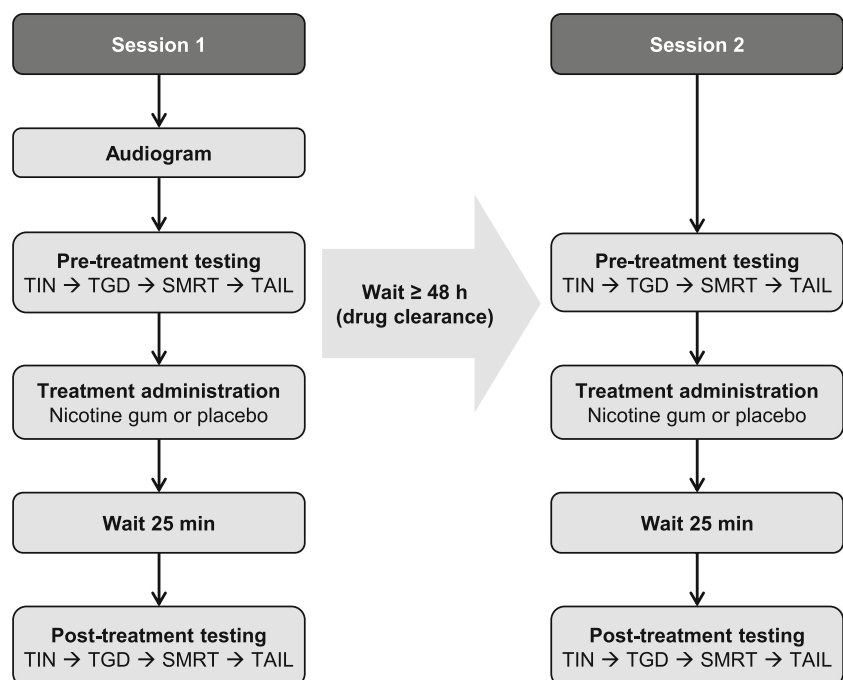 Session 1
Audiogram
Pre-treatment testing
TIN → TGD → SMRT → TAIL
Treatment administration
Nicotine gum or placebo
Wait 25 min
Post-treatment testing
TIN → TGD → SMRT → TAIL
Wait ≥ 48 h
(drug clearance)
Session 2
Pre-treatment testing
TIN → TGD → SMRT → TAIL
Treatment administration
Nicotine gum or placebo
Wait 25 min
Post-treatment testing
TIN → TGD → SMRT → TAIL